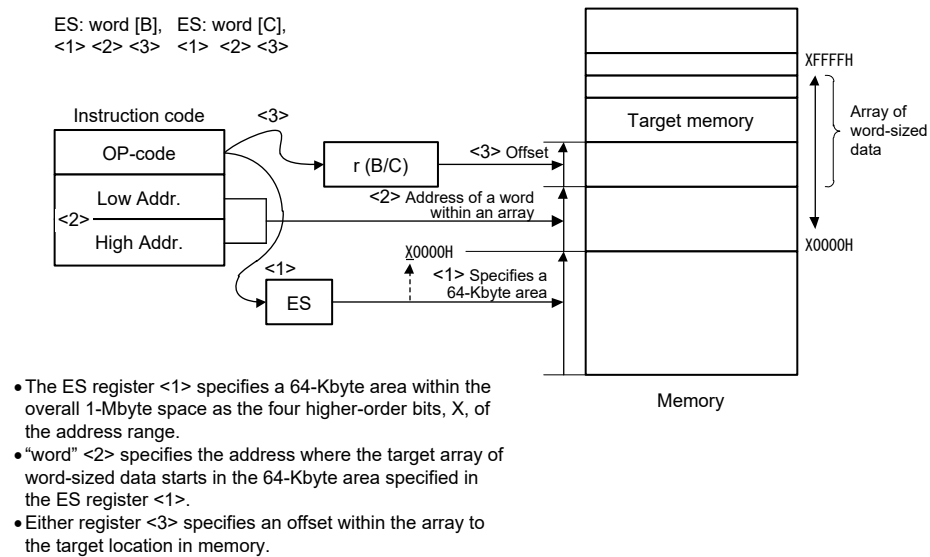 ES: word [B], ES: word [C],
<1> <2> <3> <1> <2> <3>
XFFFFH
Instruction code
<3>
Array of
word-sized
data
Target memory
OP-code
r (B/C)
<3> Offset
Low Addr.
<2> Address of a word
within an array
<2>
High Addr.
X0000H
X0000H
<1>
<1> Specifies a
64-Kbyte area
ES
Memory
• The ES register <1> specifies a 64-Kbyte area within the
overall 1-Mbyte space as the four higher-order bits, X, of
the address range.
• “word” <2> specifies the address where the target array of
word-sized data starts in the 64-Kbyte area specified in
the ES register <1>.
• Either register <3> specifies an offset within the array to
the target location in memory.